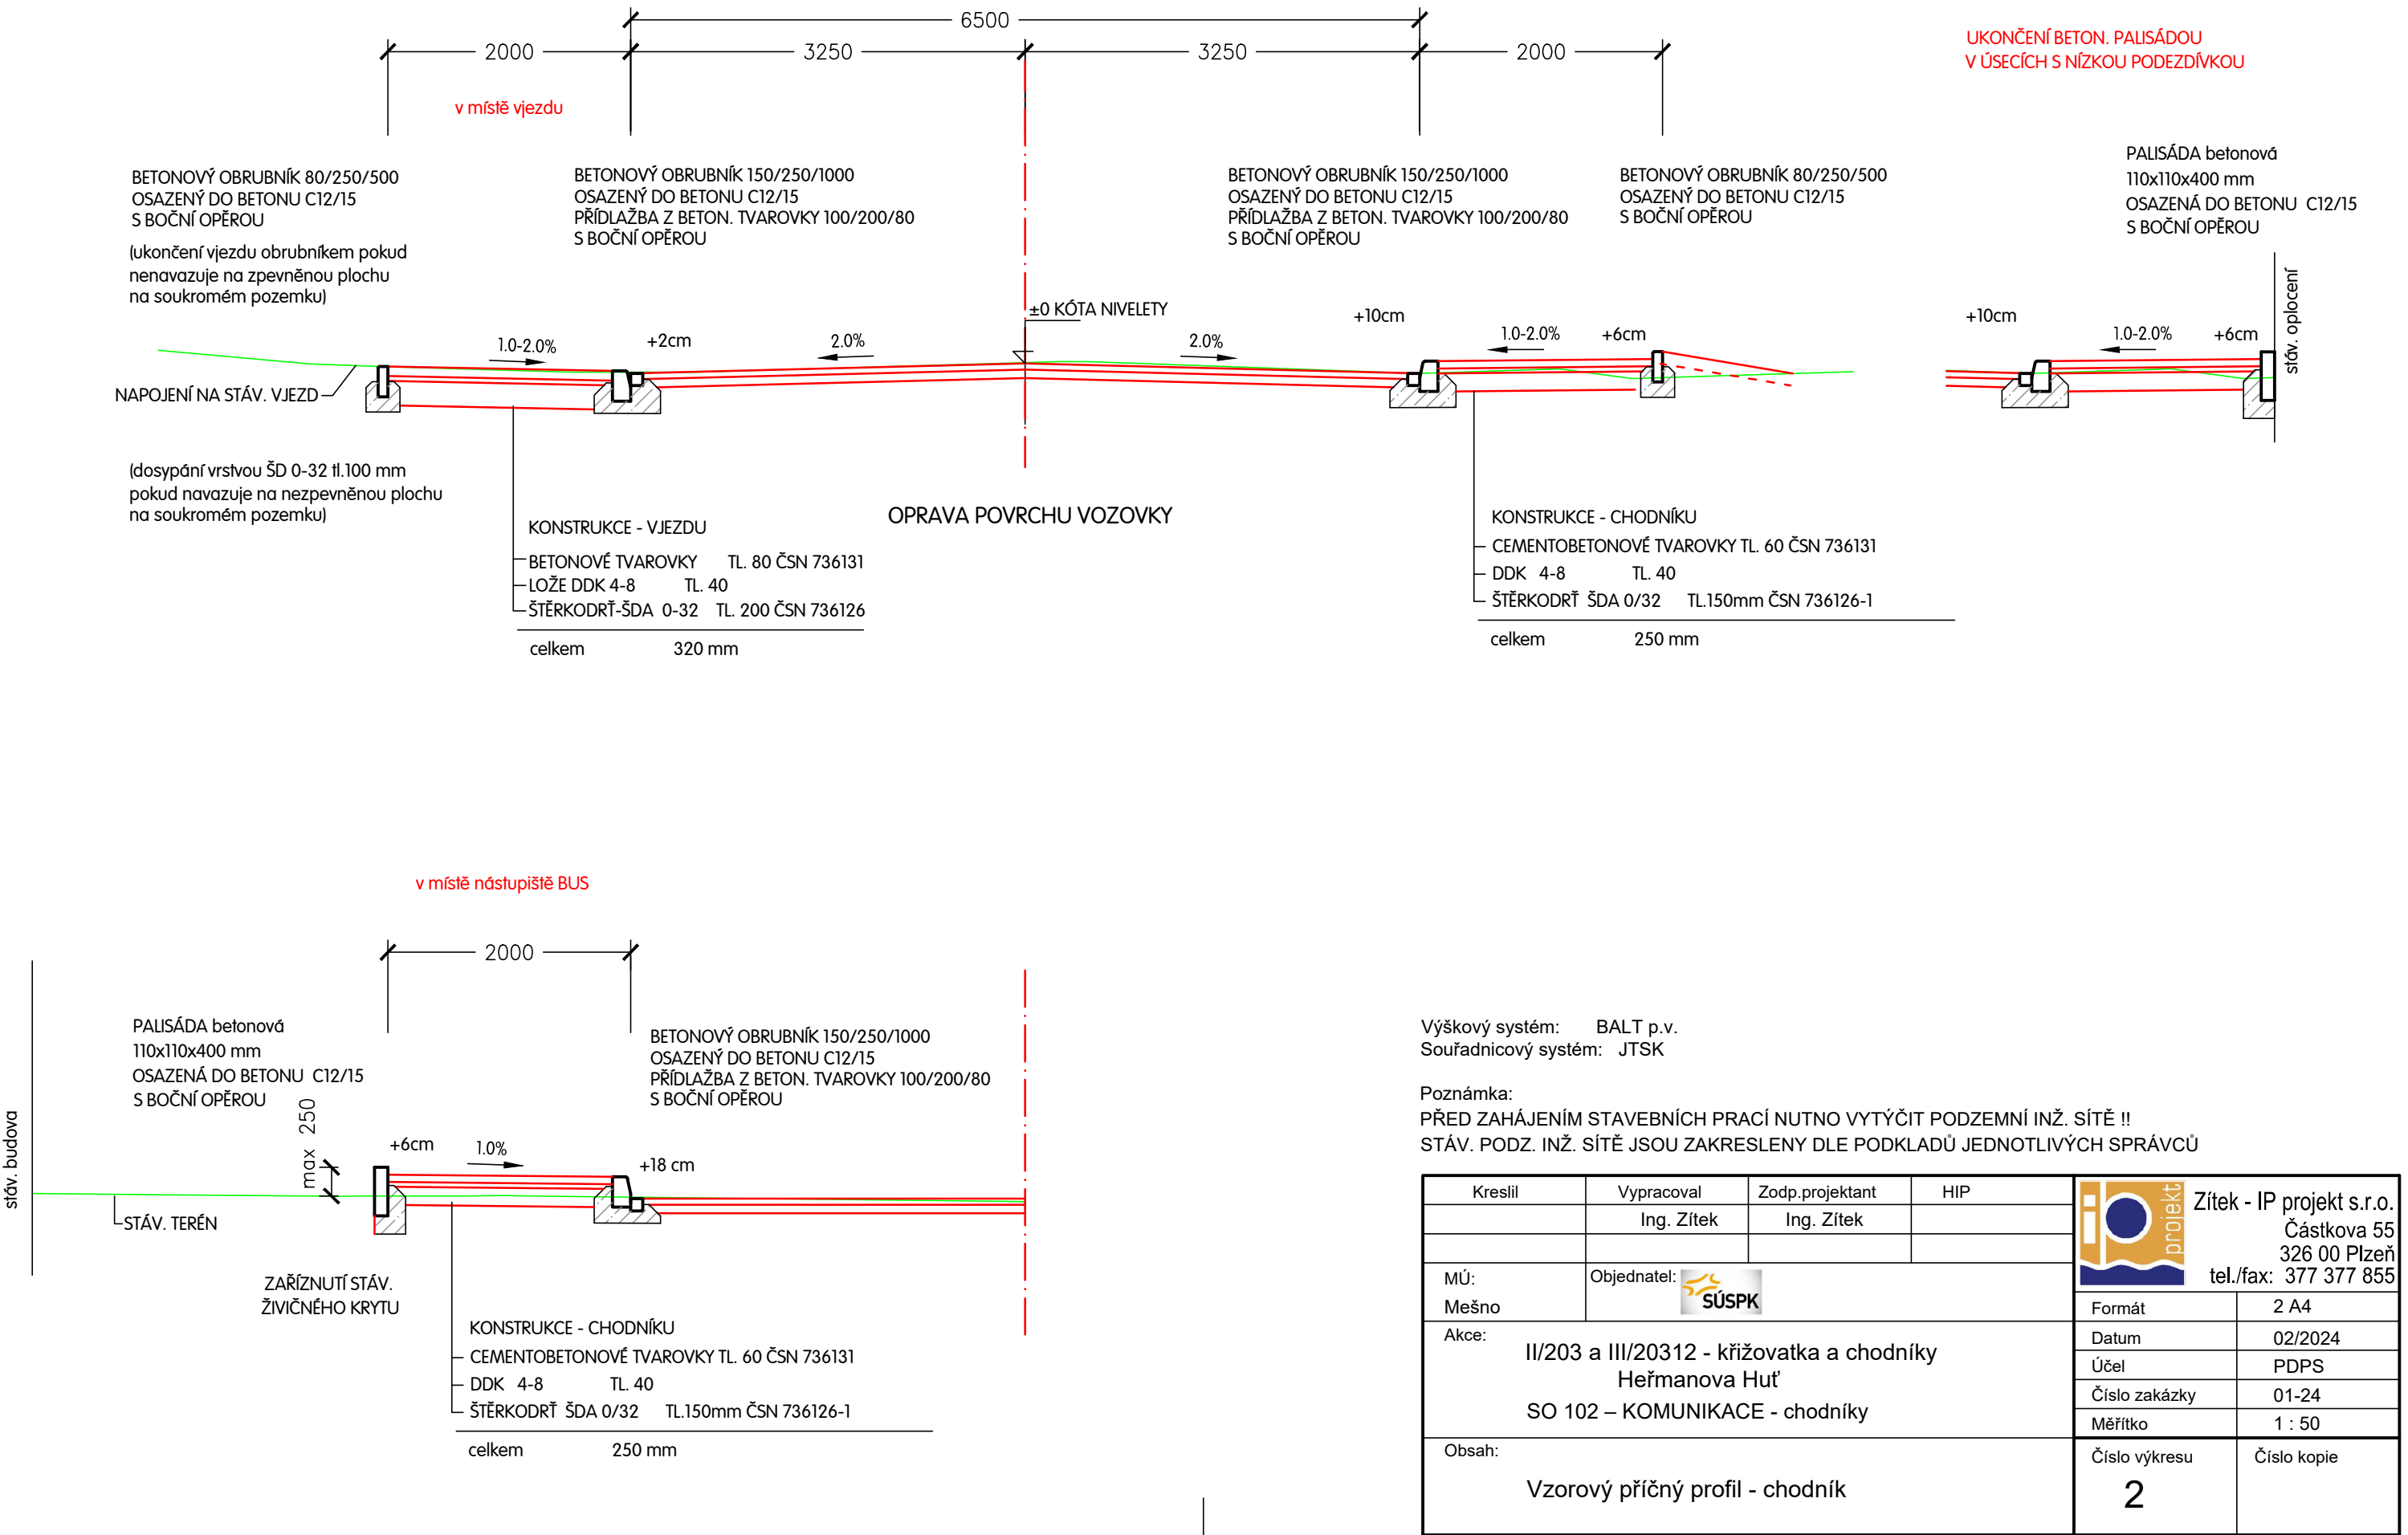 6500
2000
3250
3250
2000
UKONČENÍ BETON. PALISÁDOU
V ÚSECÍCH S NÍZKOU PODEZDÍVKOU
v místě vjezdu
BETONOVÝ OBRUBNÍK 80/250/500
OSAZENÝ DO BETONU C12/15
S BOČNÍ OPĚROU
(ukončení vjezdu obrubníkem pokud
nenavazuje na zpevněnou plochu
na soukromém pozemku)
BETONOVÝ OBRUBNÍK 150/250/1000
OSAZENÝ DO BETONU C12/15
PŘÍDLAŽBA Z BETON. TVAROVKY 100/200/80
S BOČNÍ OPĚROU
BETONOVÝ OBRUBNÍK 150/250/1000
OSAZENÝ DO BETONU C12/15
PŘÍDLAŽBA Z BETON. TVAROVKY 100/200/80
S BOČNÍ OPĚROU
BETONOVÝ OBRUBNÍK 80/250/500
OSAZENÝ DO BETONU C12/15
S BOČNÍ OPĚROU
PALISÁDA betonová
110x110x400 mm
OSAZENÁ DO BETONU C12/15
S BOČNÍ OPĚROU
stáv. oplocení
±0 KÓTA NIVELETY
1.0-2.0%
+2cm
2.0%
2.0%
+10cm
1.0-2.0%
+6cm
+10cm
1.0-2.0%
+6cm
NAPOJENÍ NA STÁV. VJEZD
(dosypání vrstvou ŠD 0-32 tl.100 mm
pokud navazuje na nezpevněnou plochu
na soukromém pozemku)
OPRAVA POVRCHU VOZOVKY
KONSTRUKCE - VJEZDU
BETONOVÉ TVAROVKY TL. 80 ČSN 736131
LOŽE DDK 4-8 TL. 40
ŠTĚRKODRŤ-ŠDA 0-32 TL. 200 ČSN 736126
celkem 320 mm
KONSTRUKCE - CHODNÍKU
CEMENTOBETONOVÉ TVAROVKY TL. 60 ČSN 736131
DDK 4-8 TL. 40
ŠTĚRKODRŤ ŠDA 0/32 TL.150mm ČSN 736126-1
celkem 250 mm
v místě nástupiště BUS
2000
PALISÁDA betonová
110x110x400 mm
OSAZENÁ DO BETONU C12/15
S BOČNÍ OPĚROU
BETONOVÝ OBRUBNÍK 150/250/1000
OSAZENÝ DO BETONU C12/15
PŘÍDLAŽBA Z BETON. TVAROVKY 100/200/80
S BOČNÍ OPĚROU
stáv. budova
max 250
+6cm
1.0%
+18 cm
STÁV. TERÉN
ZAŘÍZNUTÍ STÁV.
ŽIVIČNÉHO KRYTU
KONSTRUKCE - CHODNÍKU
CEMENTOBETONOVÉ TVAROVKY TL. 60 ČSN 736131
DDK 4-8 TL. 40
ŠTĚRKODRŤ ŠDA 0/32 TL.150mm ČSN 736126-1
celkem 250 mm
Výškový systém: BALT p.v.
Souřadnicový systém: JTSK
Poznámka:
PŘED ZAHÁJENÍM STAVEBNÍCH PRACÍ NUTNO VYTÝČIT PODZEMNÍ INŽ. SÍTĚ !!
STÁV. PODZ. INŽ. SÍTĚ JSOU ZAKRESLENY DLE PODKLADŮ JEDNOTLIVÝCH SPRÁVCŮ
Kreslil Vypracoval Zodp.projektant HIP
Ing. Zítek Ing. Zítek
MÚ:
Mešno
Objednatel: SÚSPK
Akce:
II/203 a III/20312 - křižovatka a chodníky
Heřmanova Huť
SO 102 – KOMUNIKACE - chodníky
Obsah:
Vzorový příčný profil - chodník
ip projekt
Zítek - IP projekt s.r.o.
Částkova 55
326 00 Plzeň
tel./fax: 377 377 855
Formát 2 A4
Datum 02/2024
Účel PDPS
Číslo zakázky 01-24
Měřítko 1 : 50
Číslo výkresu Číslo kopie
2